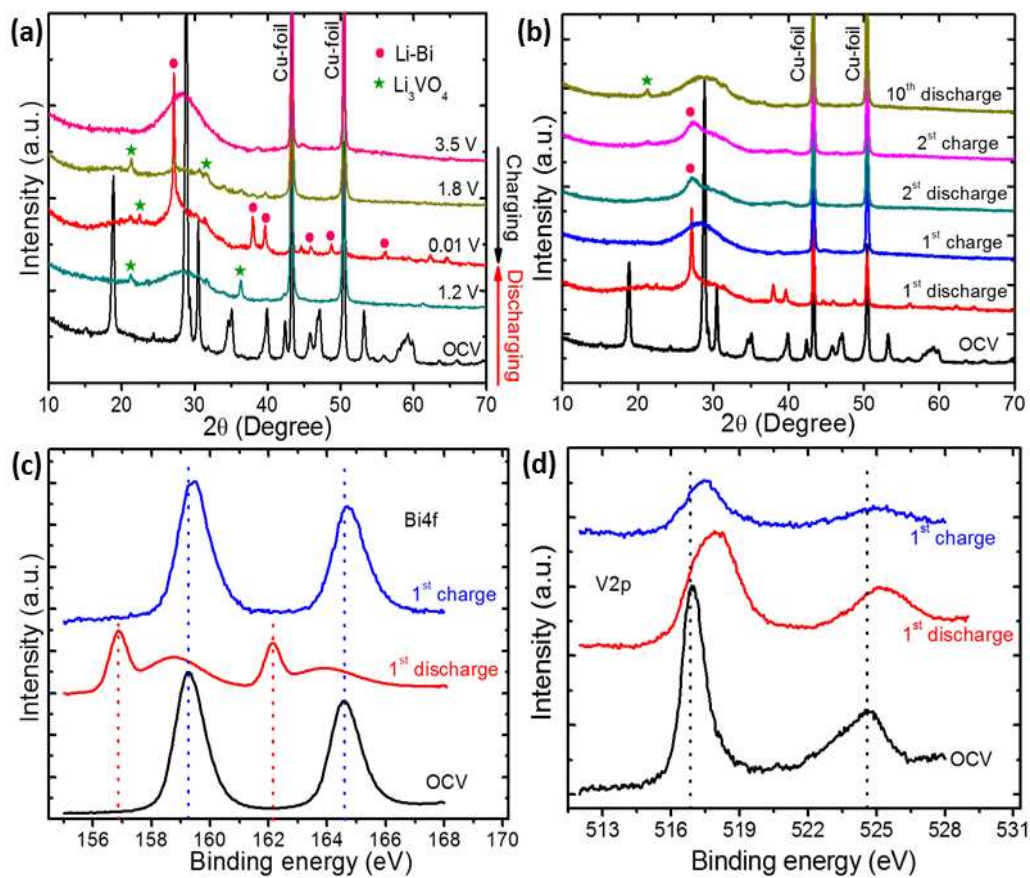 (a)
Cu-foil
Cu-foil
Li-Bi
Li3VO4
3.5 V
1.8 V
0.01 V
1.2 V
OCV
Charging
Discharging
Intensity (a.u.)
10 20 30 40 50 60 70
2θ (Degree)
(b)
Cu-foil
Cu-foil
10th discharge
2st charge
2st discharge
1st charge
1st discharge
OCV
Intensity (a.u.)
10 20 30 40 50 60 70
2θ (Degree)
(c)
Bi4f
1st charge
1st discharge
OCV
Intensity (a.u.)
156 158 160 162 164 166 168 170
Binding energy (eV)
(d)
V2p
1st charge
1st discharge
OCV
Intensity (a.u.)
513 516 519 522 525 528 531
Binding energy (eV)